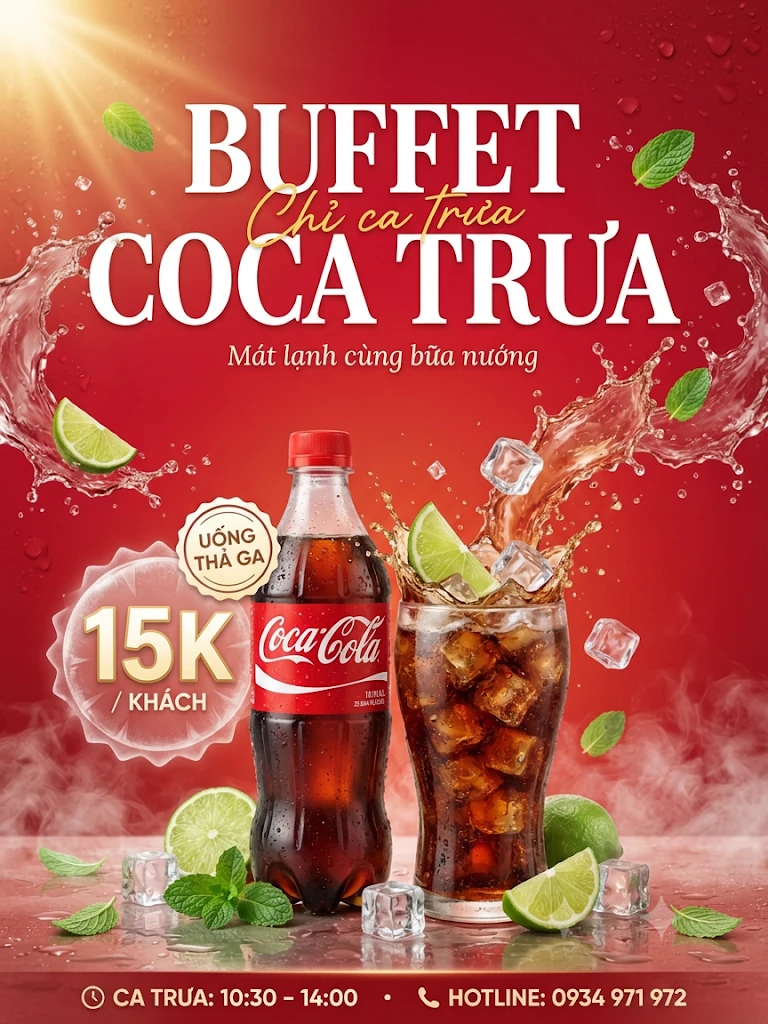 BUFFET
Chỉ ca trưa
COCA TRƯA
Mát lạnh cùng bữa nướng
UỐNG
THẢ GA
15K
/ KHÁCH
Coca-Cola
CA TRƯA: 10:30 - 14:00 • HOTLINE: 0934 971 972